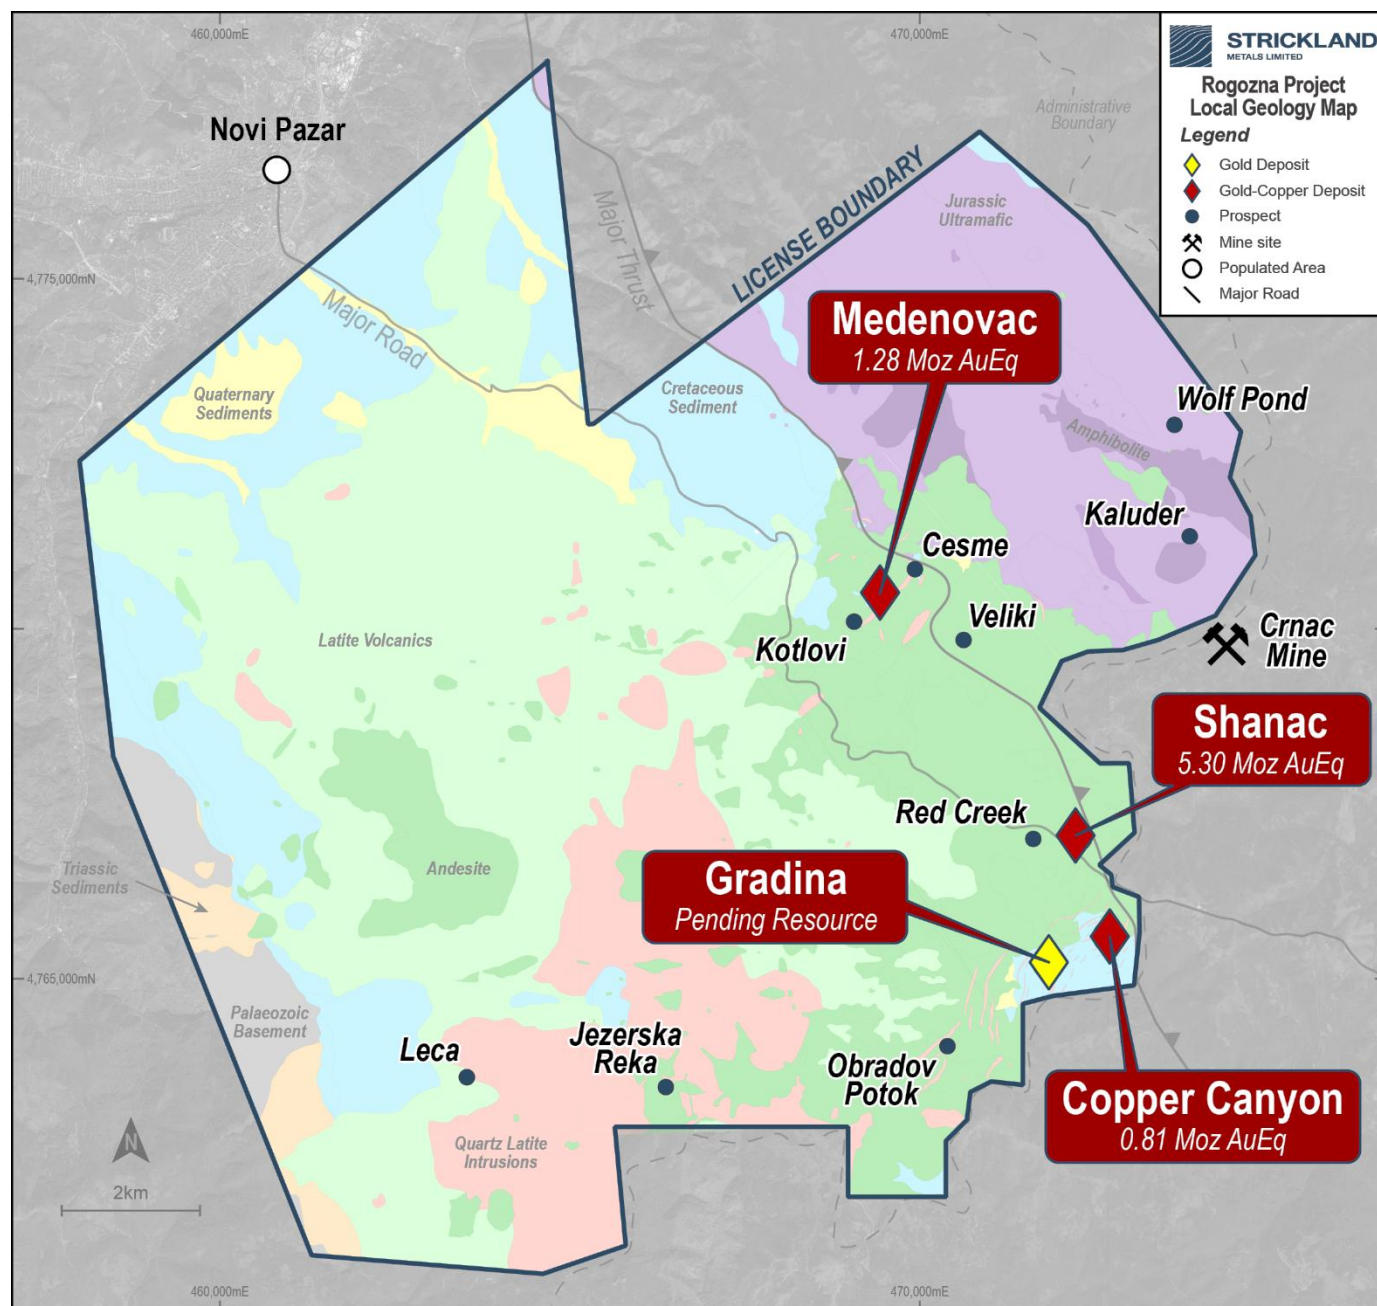 460,000mE
470,000mE
STRICKLAND
METALS LIMITED
Rogozna Project
Local Geology Map
Legend
Gold Deposit
Gold-Copper Deposit
Prospect
Mine site
Populated Area
Major Road
Administrative
Boundary
Novi Pazar
LICENSE BOUNDARY
Jurassic
Ultramafic
Major Thrust
4,775,000mN
Major Road
Medenovac
1.28 Moz AuEq
Quaternary
Sediments
Cretaceous
Sediment
Wolf Pond
Amphibolite
Kaluder
Cesme
Latite Volcanics
Kotlovi
Veliki
Crnac
Mine
Shanac
5.30 Moz AuEq
Red Creek
Triassic
Sediments
Andesite
Gradina
Pending Resource
4,765,000mN
Palaeozoic
Basement
Leca
Jezerska
Reka
Obradov
Potok
Copper Canyon
0.81 Moz AuEq
N
Quartz Latite
Intrusions
2km
460,000mE
470,000mE